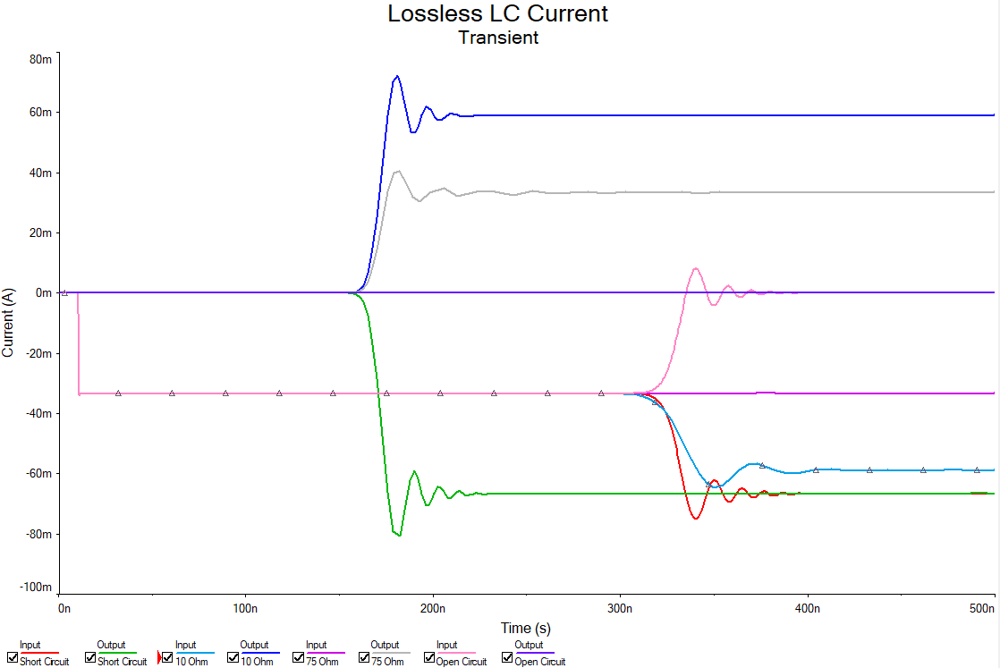 Lossless LC Current
Transient
80m
60m
40m
20m
0m
-20m
-40m
-60m
-80m
-100m
Current (A)
0n 100n 200n 300n 400n 500n
Time (s)
Input Output Input Output Input Output Input Output
Short Circuit Short Circuit 10 Ohm 10 Ohm 75 Ohm 75 Ohm Open Circuit Open Circuit